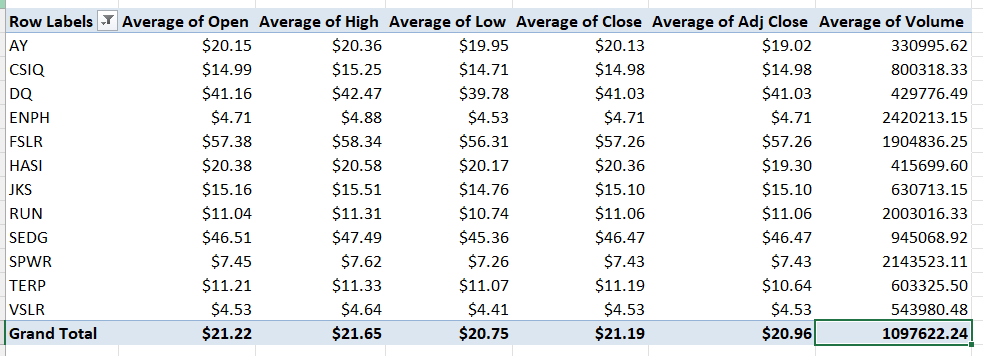 Row Labels Average of Open Average of High Average of Low Average of Close Average of Adj Close Average of Volume
AY $20.15 $20.36 $19.95 $20.13 $19.02 330995.62
CSIQ $14.99 $15.25 $14.71 $14.98 $14.98 800318.33
DQ $41.16 $42.47 $39.78 $41.03 $41.03 429776.49
ENPH $4.71 $4.88 $4.53 $4.71 $4.71 2420213.15
FSLR $57.38 $58.34 $56.31 $57.26 $57.26 1904836.25
HASI $20.38 $20.58 $20.17 $20.36 $19.30 415699.60
JKS $15.16 $15.51 $14.76 $15.10 $15.10 630713.15
RUN $11.04 $11.31 $10.74 $11.06 $11.06 2003016.33
SEDG $46.51 $47.49 $45.36 $46.47 $46.47 945068.92
SPWR $7.45 $7.62 $7.26 $7.43 $7.43 2143523.11
TERP $11.21 $11.33 $11.07 $11.19 $10.64 603325.50
VSLR $4.53 $4.64 $4.41 $4.53 $4.53 543980.48
Grand Total $21.22 $21.65 $20.75 $21.19 $20.96 1097622.24